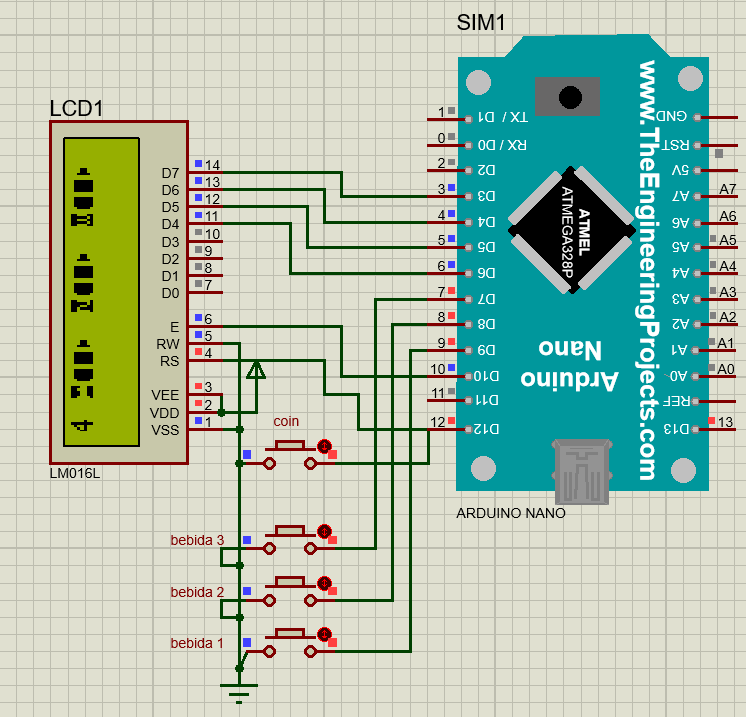 SIM1
LCD1
D7 14
D6 13
D5 12
D4 11
D3 10
D2 9
D1 8
D0 7
E 6
RW 5
RS 4
VEE 3
VDD 2
VSS 1
LM016L
coin
bebida 3
bebida 2
bebida 1
1 TX / D1
0 RX / D0
2 D2
3 D3
4 D4
5 D5
6 D6
7 D7
8 D8
9 D9
10 D10
11 D11
12 D12
ATMEL
ATMEGA328P
Arduino
Nano
www.TheEngineeringProjects.com
GND
RST
5V
A7 A7
A6 A6
A5 A5
A4 A4
A3 A3
A2 A2
A1 A1
A0 A0
REF
D13 13
ARDUINO NANO